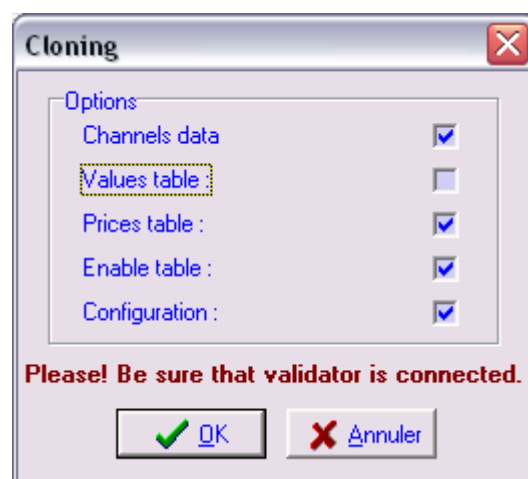 Cloning
Options
Channels data
Values table :
Prices table :
Enable table :
Configuration :
Please! Be sure that validator is connected.
OK
Annuler